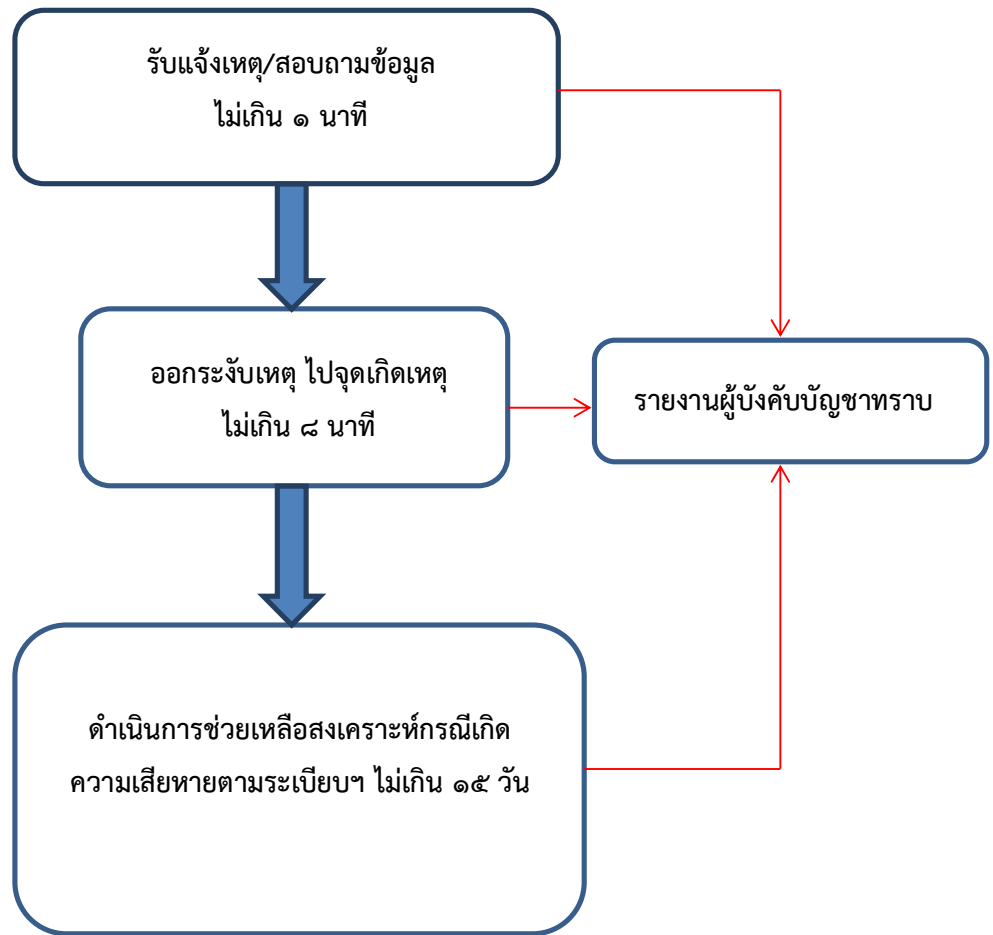 รับแจ้งเหตุ/สอบถามข้อมูล
ไม่เกิน ๑ นาที
ออกระงับเหตุ ไปจุดเกิดเหตุ
ไม่เกิน ๘ นาที
รายงานผู้บังคับบัญชาทราบ
ดำเนินการช่วยเหลือสงเคราะห์กรณีเกิด
ความเสียหายตามระเบียบฯ ไม่เกิน ๑๕ วัน